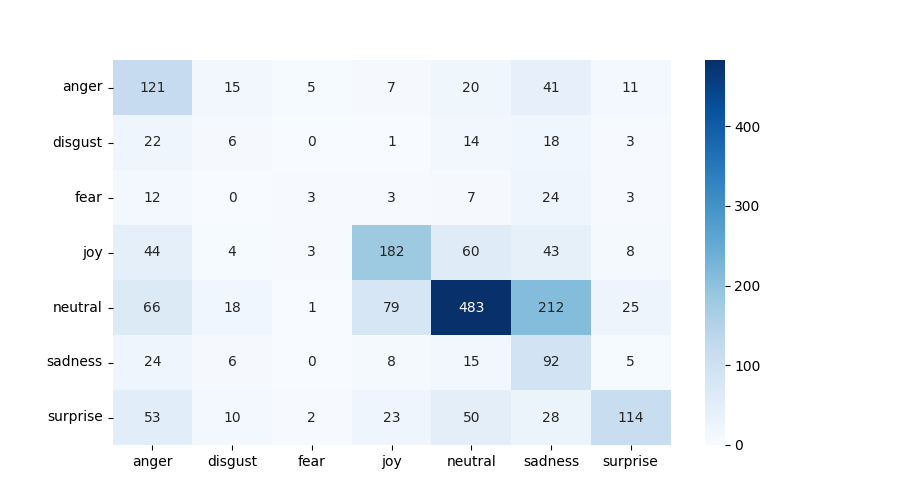 anger 121 15 5 7 20 41 11
disgust 22 6 0 1 14 18 3
fear 12 0 3 3 7 24 3
joy 44 4 3 182 60 43 8
neutral 66 18 1 79 483 212 25
sadness 24 6 0 8 15 92 5
surprise 53 10 2 23 50 28 114
anger disgust fear joy neutral sadness surprise
400
300
200
100
0